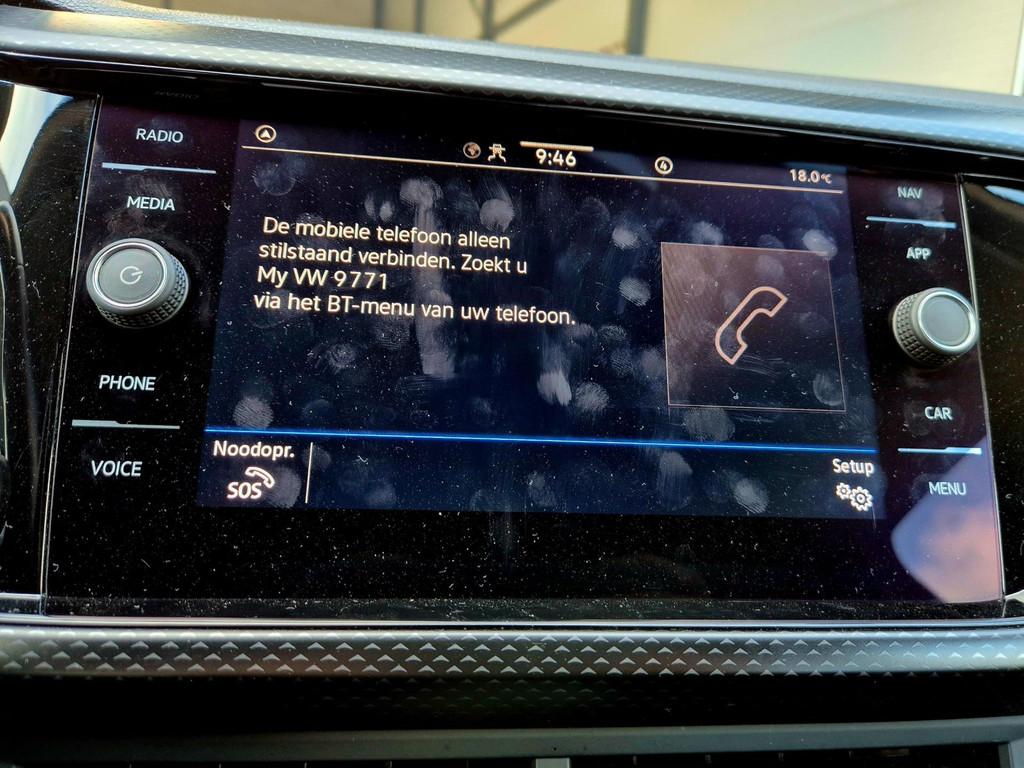 RADIO
MEDIA
PHONE
VOICE
9:46
4
18.0°C
De mobiele telefoon alleen
stilstaand verbinden. Zoekt u
My VW 9771
via het BT-menu van uw telefoon.
Noodopr.
SOS
Setup
NAV
APP
CAR
MENU